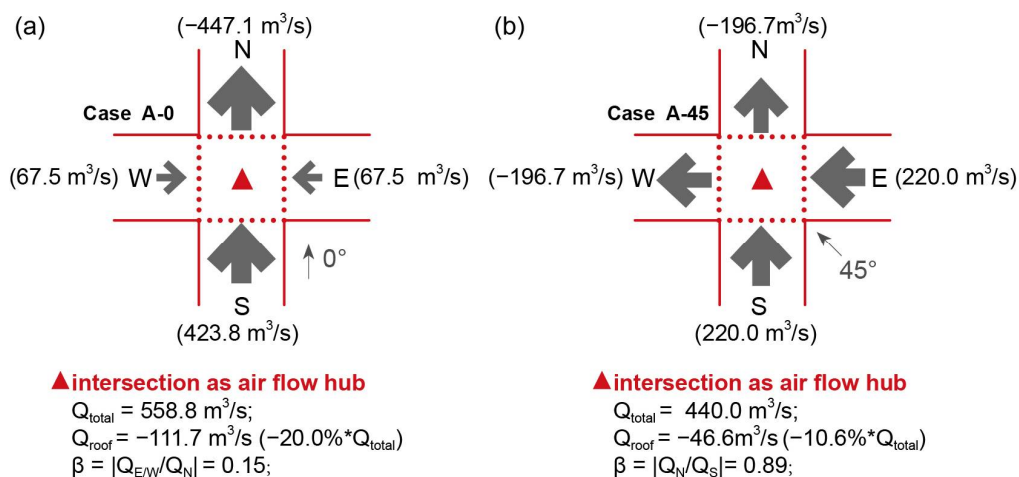 (a)
(−447.1 m³/s)
N
Case A-0
(67.5 m³/s) W
E (67.5 m³/s)
0°
S
(423.8 m³/s)
▲ intersection as air flow hub
Q_total = 558.8 m³/s;
Q_roof = −111.7 m³/s (−20.0%*Q_total)
β = |Q_E/W/Q_N| = 0.15;
(b)
(−196.7m³/s)
N
Case A-45
(−196.7 m³/s) W
E (220.0 m³/s)
45°
S
(220.0 m³/s)
▲ intersection as air flow hub
Q_total = 440.0 m³/s;
Q_roof = −46.6m³/s (−10.6%*Q_total)
β = |Q_N/Q_S|= 0.89;